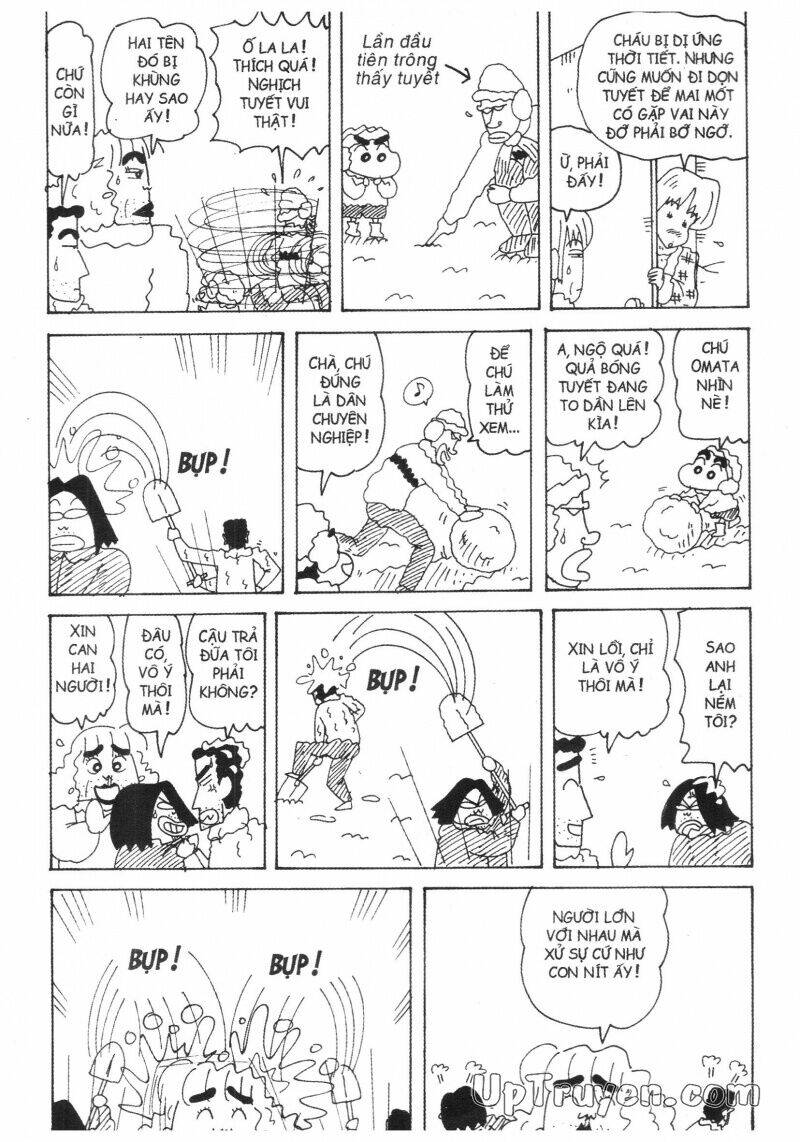 CHÁU BỊ DỊ ỨNG
THỜI TIẾT. NHƯNG
CŨNG MUỐN ĐI DỌN
TUYẾT ĐỂ MAI MỐT
CÓ GẶP VAI NÀY
ĐỠ PHẢI BỠ NGỠ.
Ừ, PHẢI
ĐẤY!
Lần đầu
tiên trông
thấy tuyết
Ố LA LA!
THÍCH QUÁ!
NGHỊCH
TUYẾT VUI
THẬT!
HAI TÊN
ĐÓ BỊ
KHÙNG
HAY SAO
ẤY!
CHỨ
CÒN
GÌ
NỮA!
CHÚ
OMATA
NHÌN
NÈ!
A, NGỘ QUÁ!
QUẢ BÓNG
TUYẾT ĐANG
TO DẦN LÊN
KÌA!
ĐỂ
CHÚ
LÀM
THỬ
XEM...
CHÀ, CHÚ
ĐÚNG
LÀ DÂN
CHUYÊN
NGHIỆP!
BỤP!
SAO
ANH
LẠI
NÉM
TÔI?
XIN LỖI, CHỈ
LÀ VÔ Ý
THÔI MÀ!
BỤP!
CẬU TRẢ
ĐŨA TÔI
PHẢI
KHÔNG?
ĐÂU
CÓ,
VÔ Ý
THÔI
MÀ!
XIN
CAN
HAI
NGƯỜI!
NGƯỜI LỚN
VỚI NHAU MÀ
XỬ SỰ CỨ NHƯ
CON NÍT ẤY!
BỤP!
BỤP!
UpTruyen.com